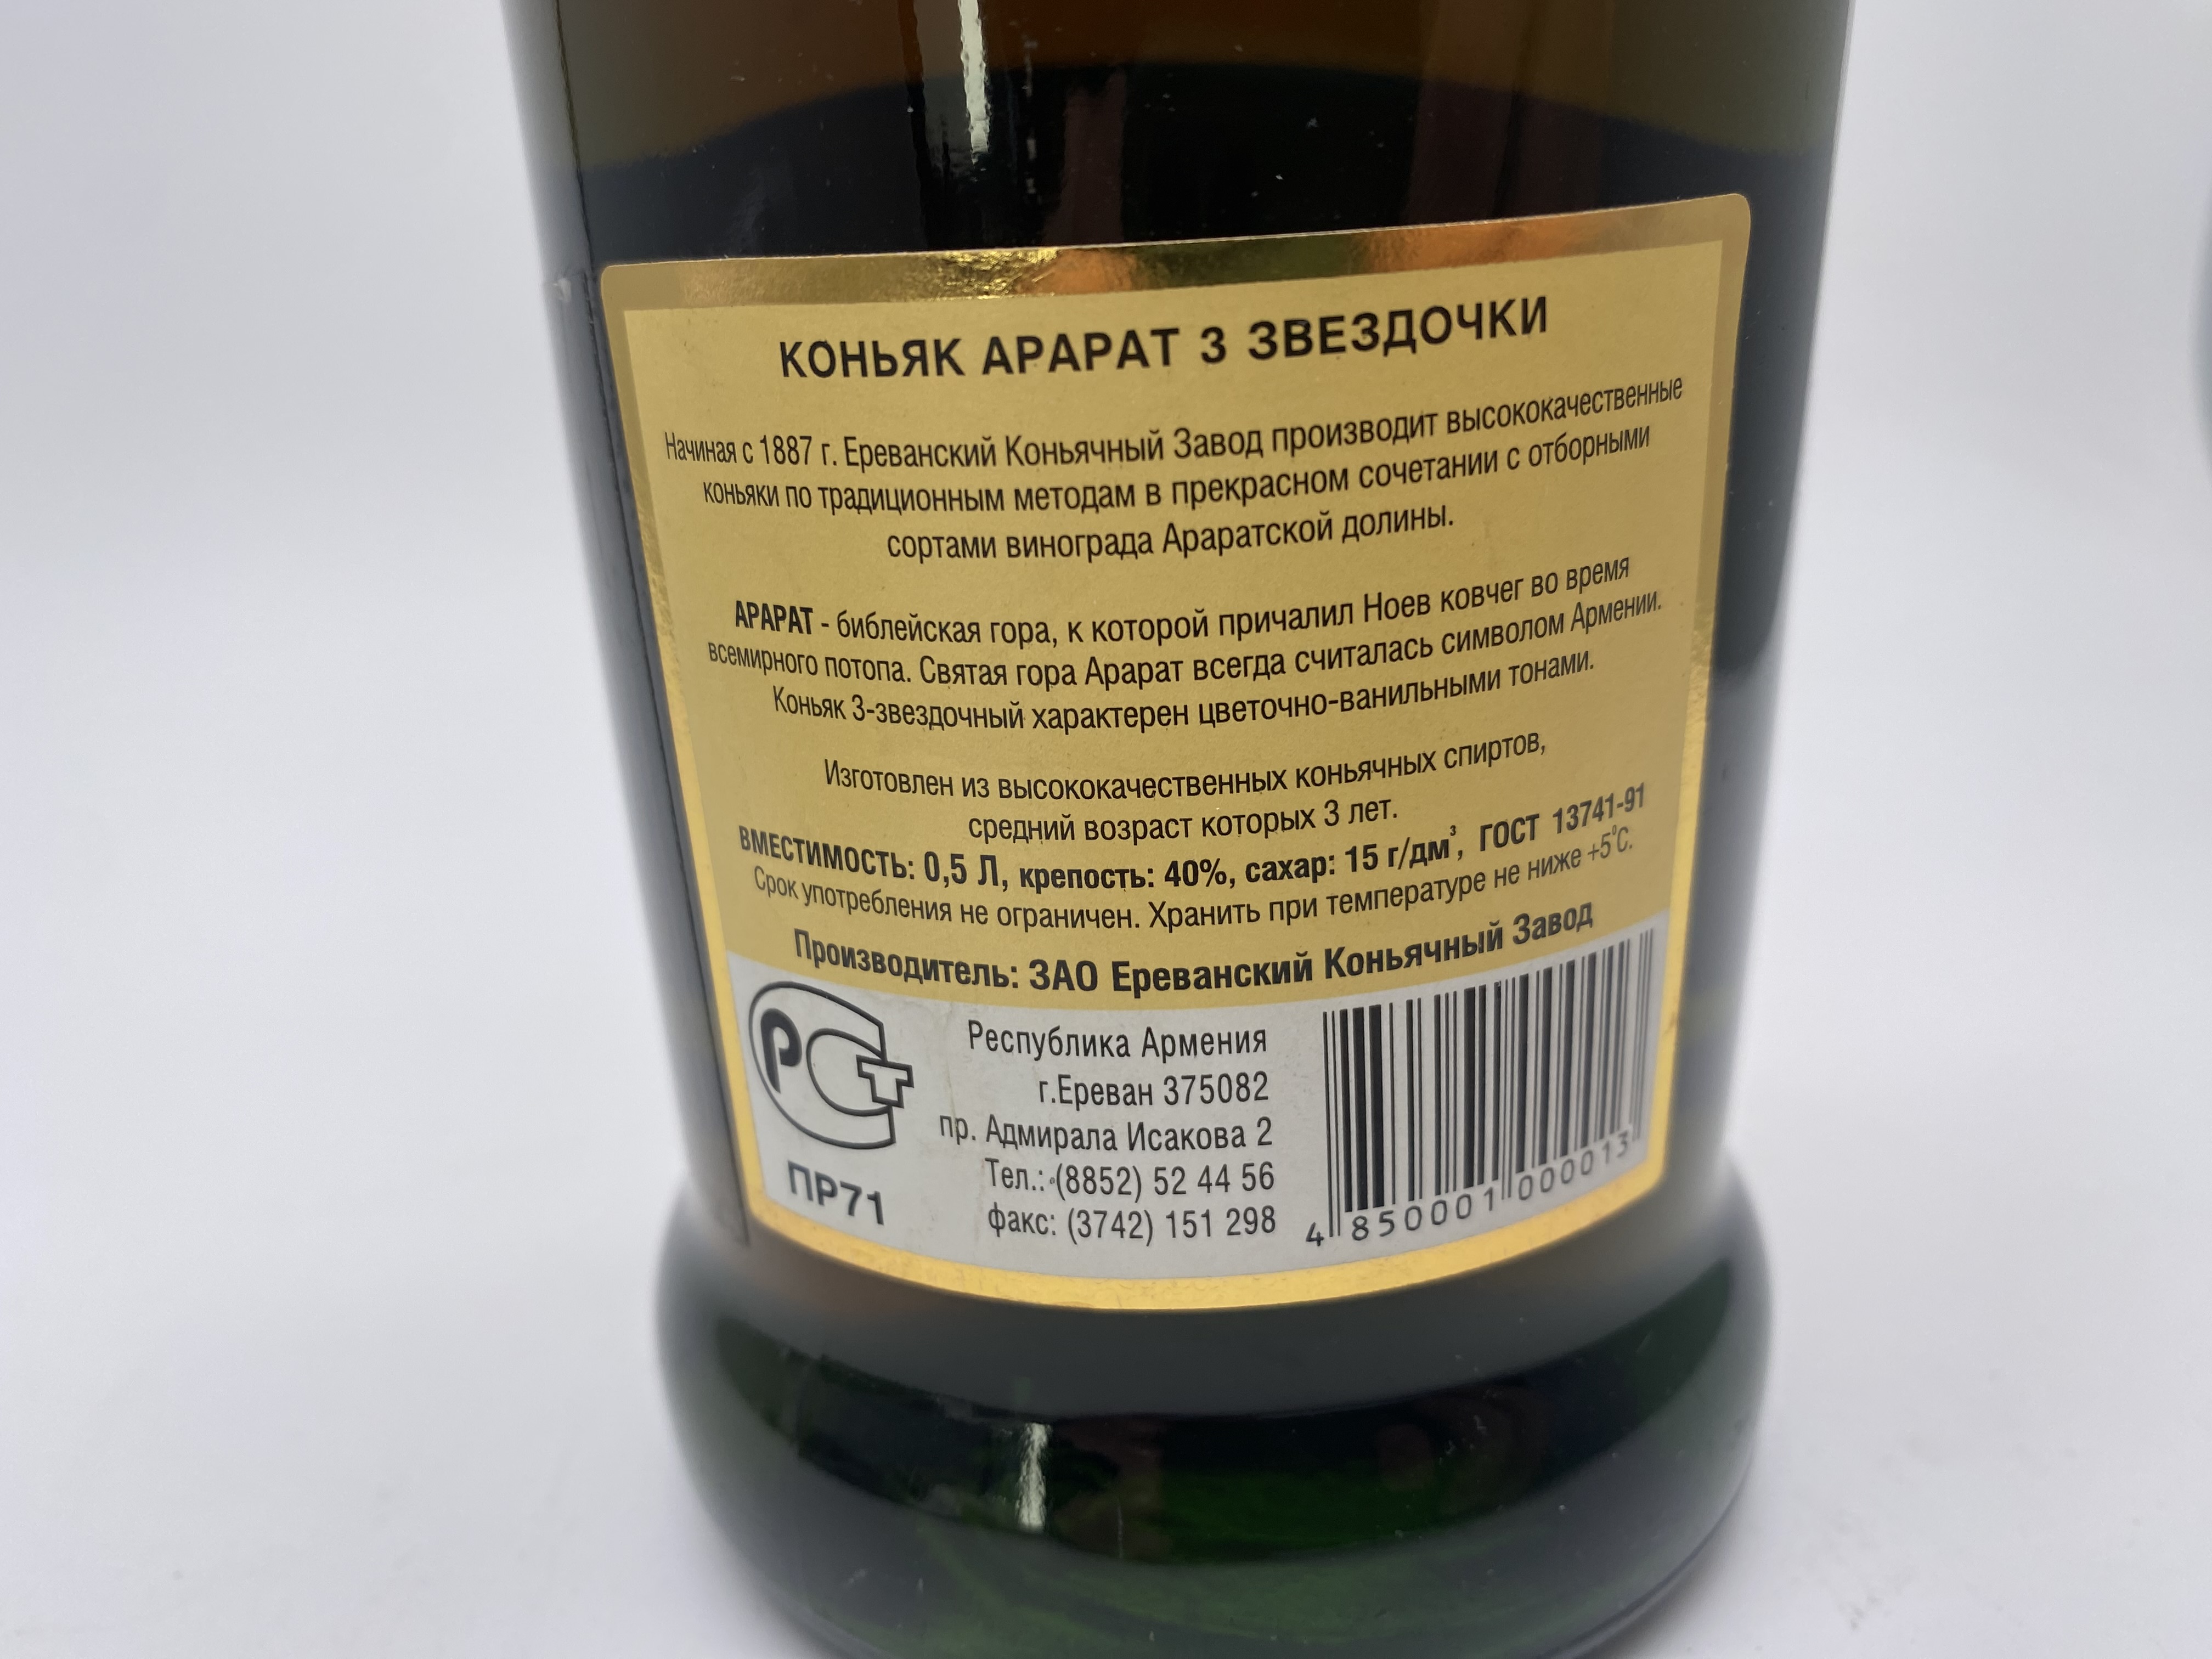 КОНЬЯК АРАРАТ 3 ЗВЕЗДОЧКИ
Начиная с 1887 г. Ереванский Коньячный Завод производит высококачественные
коньяки по традиционным методам в прекрасном сочетании с отборными
сортами винограда Араратской долины.
АРАРАТ - библейская гора, к которой причалил Ноев ковчег во время
всемирного потопа. Святая гора Арарат всегда считалась символом Армении.
Коньяк 3-звездочный характерен цветочно-ванильными тонами.
Изготовлен из высококачественных коньячных спиртов,
средний возраст которых 3 лет.
ВМЕСТИМОСТЬ: 0,5 Л, крепость: 40%, сахар: 15 г/дм³, ГОСТ 13741-91
Срок употребления не ограничен. Хранить при температуре не ниже +5⁰С.
Производитель: ЗАО Ереванский Коньячный Завод
РСТ
ПР71
Республика Армения
г.Ереван 375082
пр. Адмирала Исакова 2
Тел.: (8852) 52 44 56
факс: (3742) 151 298
4 850001 000013